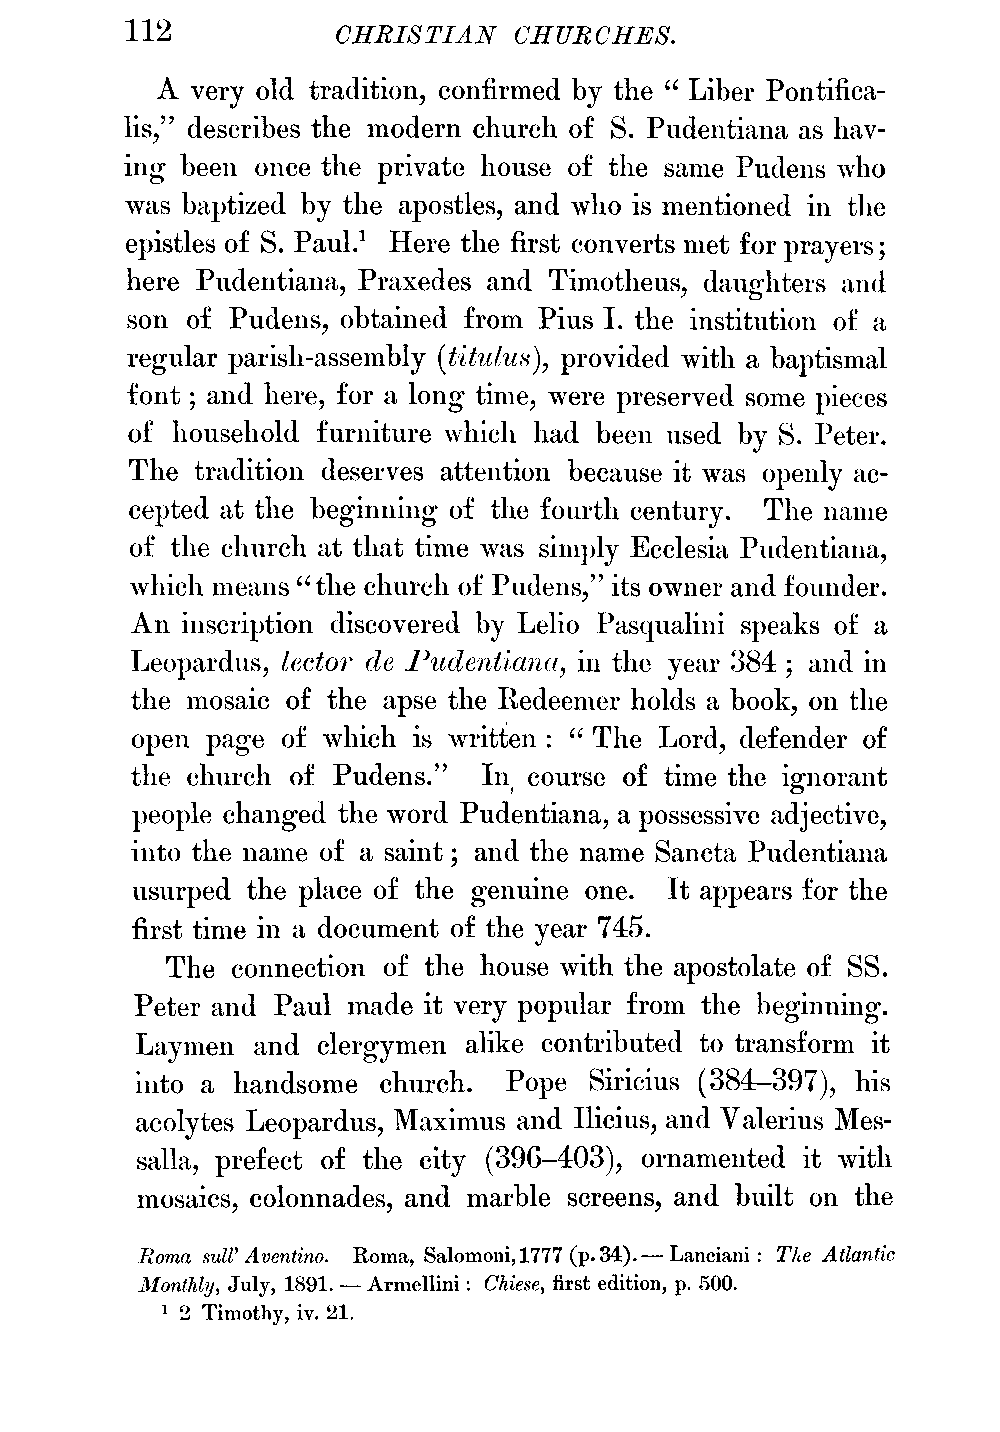 112 CHRISTIAN CHURCHES.
A very old tradition, confirmed by the “ Liber Pontifica-
lis,” describes the modern church of S. Pudentiana as hav-
ing been once the private house of the same Pudens who
was baptized by the apostles, and who is mentioned in the
epistles of S. Paul.¹ Here the first converts met for prayers;
here Pudentiana, Praxedes and Timotheus, daughters and
son of Pudens, obtained from Pius I. the institution of a
regular parish-assembly (titulus), provided with a baptismal
font ; and here, for a long time, were preserved some pieces
of household furniture which had been used by S. Peter.
The tradition deserves attention because it was openly ac-
cepted at the beginning of the fourth century. The name
of the church at that time was simply Ecclesia Pudentiana,
which means “the church of Pudens,” its owner and founder.
An inscription discovered by Lelio Pasqualini speaks of a
Leopardus, lector de Pudentiana, in the year 384 ; and in
the mosaic of the apse the Redeemer holds a book, on the
open page of which is written : “ The Lord, defender of
the church of Pudens.” In course of time the ignorant
people changed the word Pudentiana, a possessive adjective,
into the name of a saint ; and the name Sancta Pudentiana
usurped the place of the genuine one. It appears for the
first time in a document of the year 745.
The connection of the house with the apostolate of SS.
Peter and Paul made it very popular from the beginning.
Laymen and clergymen alike contributed to transform it
into a handsome church. Pope Siricius (384–397), his
acolytes Leopardus, Maximus and Ilicius, and Valerius Mes-
salla, prefect of the city (396–403), ornamented it with
mosaics, colonnades, and marble screens, and built on the
Roma sull’ Aventino. Roma, Salomoni, 1777 (p. 34). — Lanciani : The Atlantic
Monthly, July, 1891. — Armellini : Chiese, first edition, p. 500.
¹ 2 Timothy, iv. 21.